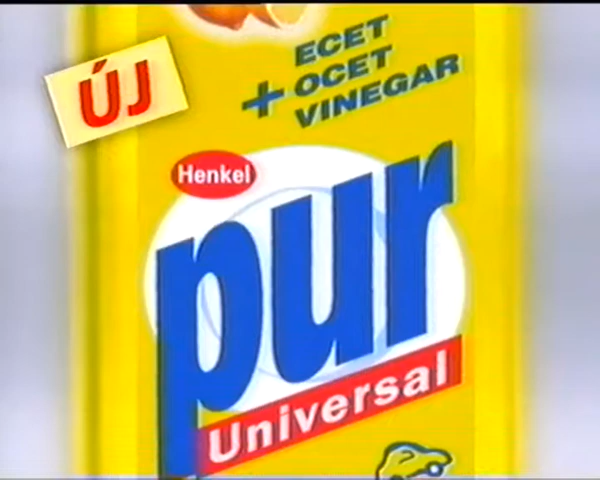 ÚJ
ECET
+ OCET
VINEGAR
Henkel
pur
Universal